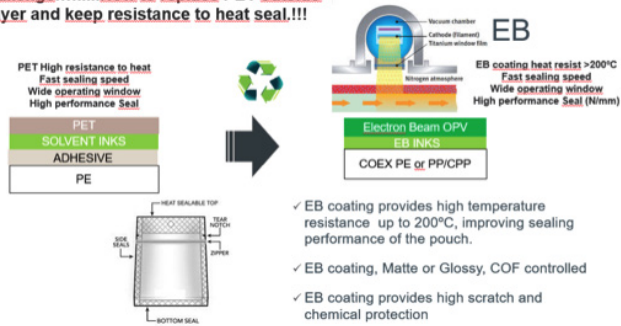 yer and keep resistance to heat seal.!!!
PET High resistance to heat
Fast sealing speed
Wide operating window
High performance Seal
PET
SOLVENT INKS
ADHESIVE
PE
Vacuum chamber
Cathode (filament)
Titanium window film
Nitrogen atmosphere
EB
EB coating heat resist >200ºC
Fast sealing speed
Wide operating window
High performance Seal (N/mm)
Electron Beam OPV
EB INKS
COEX PE or PP/CPP
HEAT SEALABLE TOP
TEAR
NOTCH
SIDE
SEALS
ZIPPER
BOTTOM SEAL
✓ EB coating provides high temperature
resistance up to 200ºC, improving sealing
performance of the pouch.
✓ EB coating, Matte or Glossy, COF controlled
✓ EB coating provides high scratch and
chemical protection